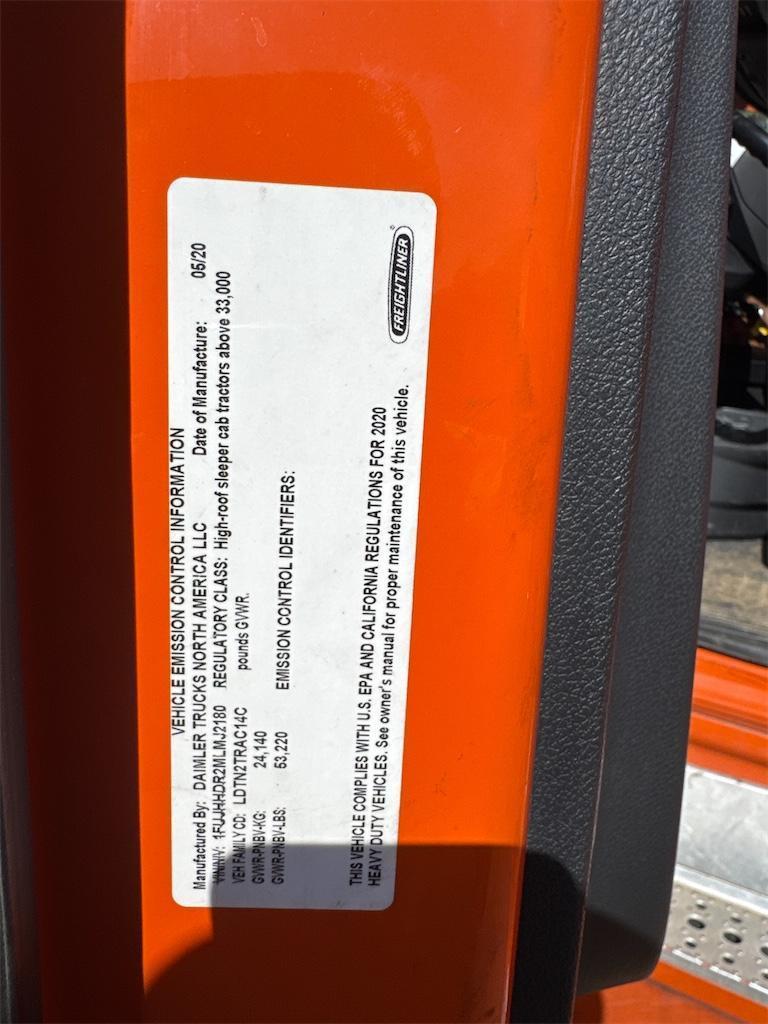 VEHICLE EMISSION CONTROL INFORMATION
Manufactured By: DAIMLER TRUCKS NORTH AMERICA LLC Date of Manufacture: 05/20
VIN/NIV: 1FUJHHDR2MLMJ2180 REGULATORY CLASS: High-roof sleeper cab tractors above 33,000
VEH FAMILY CD: LDTN2TRAC14C pounds GVWR.
GVWR-PNBV-KG: 24,140
GVWR-PNBV-LBS: 53,220 EMISSION CONTROL IDENTIFIERS:
THIS VEHICLE COMPLIES WITH U.S. EPA AND CALIFORNIA REGULATIONS FOR 2020
HEAVY DUTY VEHICLES. See owner's manual for proper maintenance of this vehicle.
FREIGHTLINER®